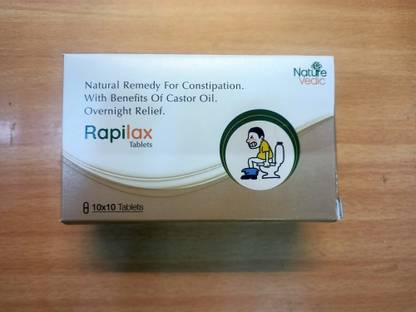 Nature
Vedic
Natural Remedy For Constipation.
With Benefits Of Castor Oil.
Overnight Relief.
Rapilax
Tablets
10x10 Tablets